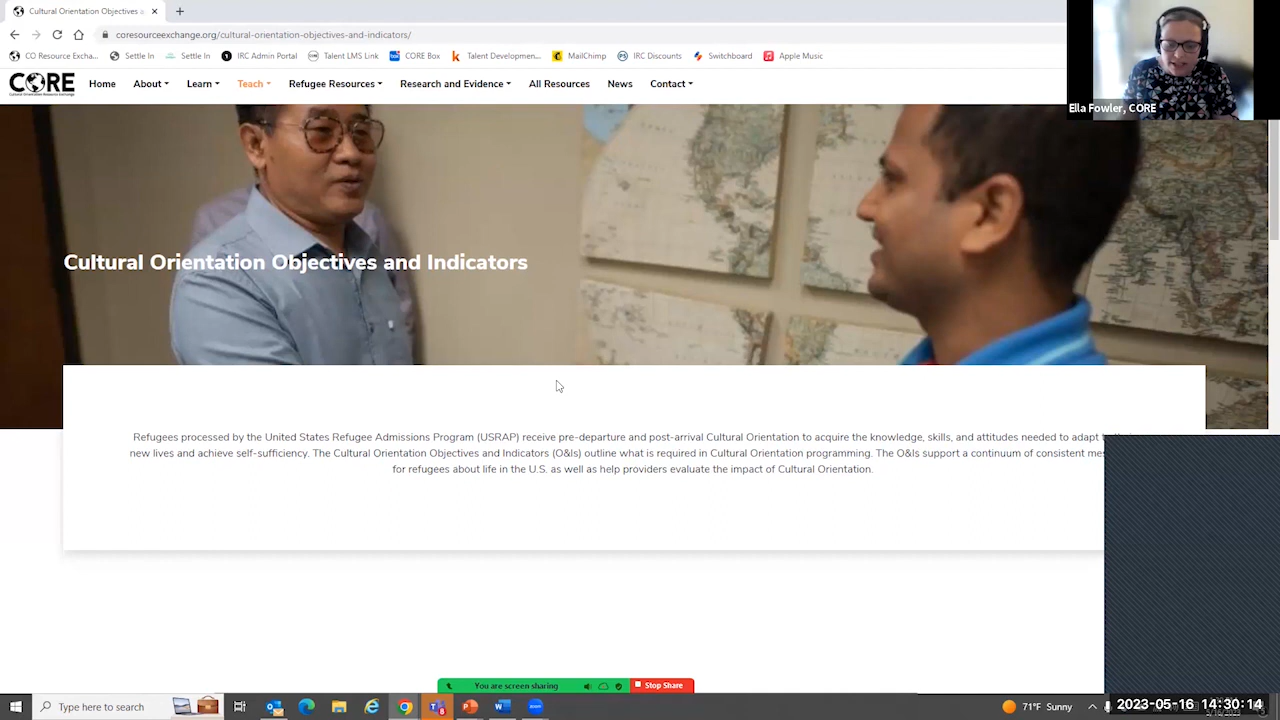 Cultural Orientation Objectives a
coresourceexchange.org/cultural-orientation-objectives-and-indicators/
CO Resource Excha... Settle In Settle In IRC Admin Portal Talent LMS Link CORE Box Talent Developmen... MailChimp IRC Discounts Switchboard Apple Music
CORE Home About Learn Teach Refugee Resources Research and Evidence All Resources News Contact
Cultural Orientation Resource Exchange
Ella Fowler, CORE
Cultural Orientation Objectives and Indicators
Refugees processed by the United States Refugee Admissions Program (USRAP) receive pre-departure and post-arrival Cultural Orientation to acquire the knowledge, skills, and attitudes needed to adapt
new lives and achieve self-sufficiency. The Cultural Orientation Objectives and Indicators (O&Is) outline what is required in Cultural Orientation programming. The O&Is support a continuum of consistent mes
for refugees about life in the U.S. as well as help providers evaluate the impact of Cultural Orientation.
You are screen sharing Stop Share
Type here to search
71°F Sunny
2023-05-16 14:30:14